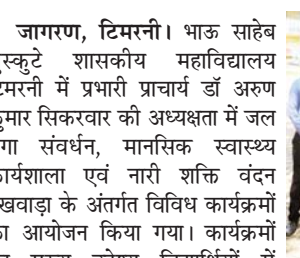 जागरण, टिमरनी। भाऊ साहेब
स्कुटे शासकीय महाविद्यालय
टिमरनी में प्रभारी प्राचार्य डॉ अरुण
कुमार सिकरवार की अध्यक्षता में जल
गंगा संवर्धन, मानसिक स्वास्थ्य
कार्यशाला एवं नारी शक्ति वंदन
पखवाड़ा के अंतर्गत विविध कार्यक्रमों
का आयोजन किया गया। कार्यक्रमों